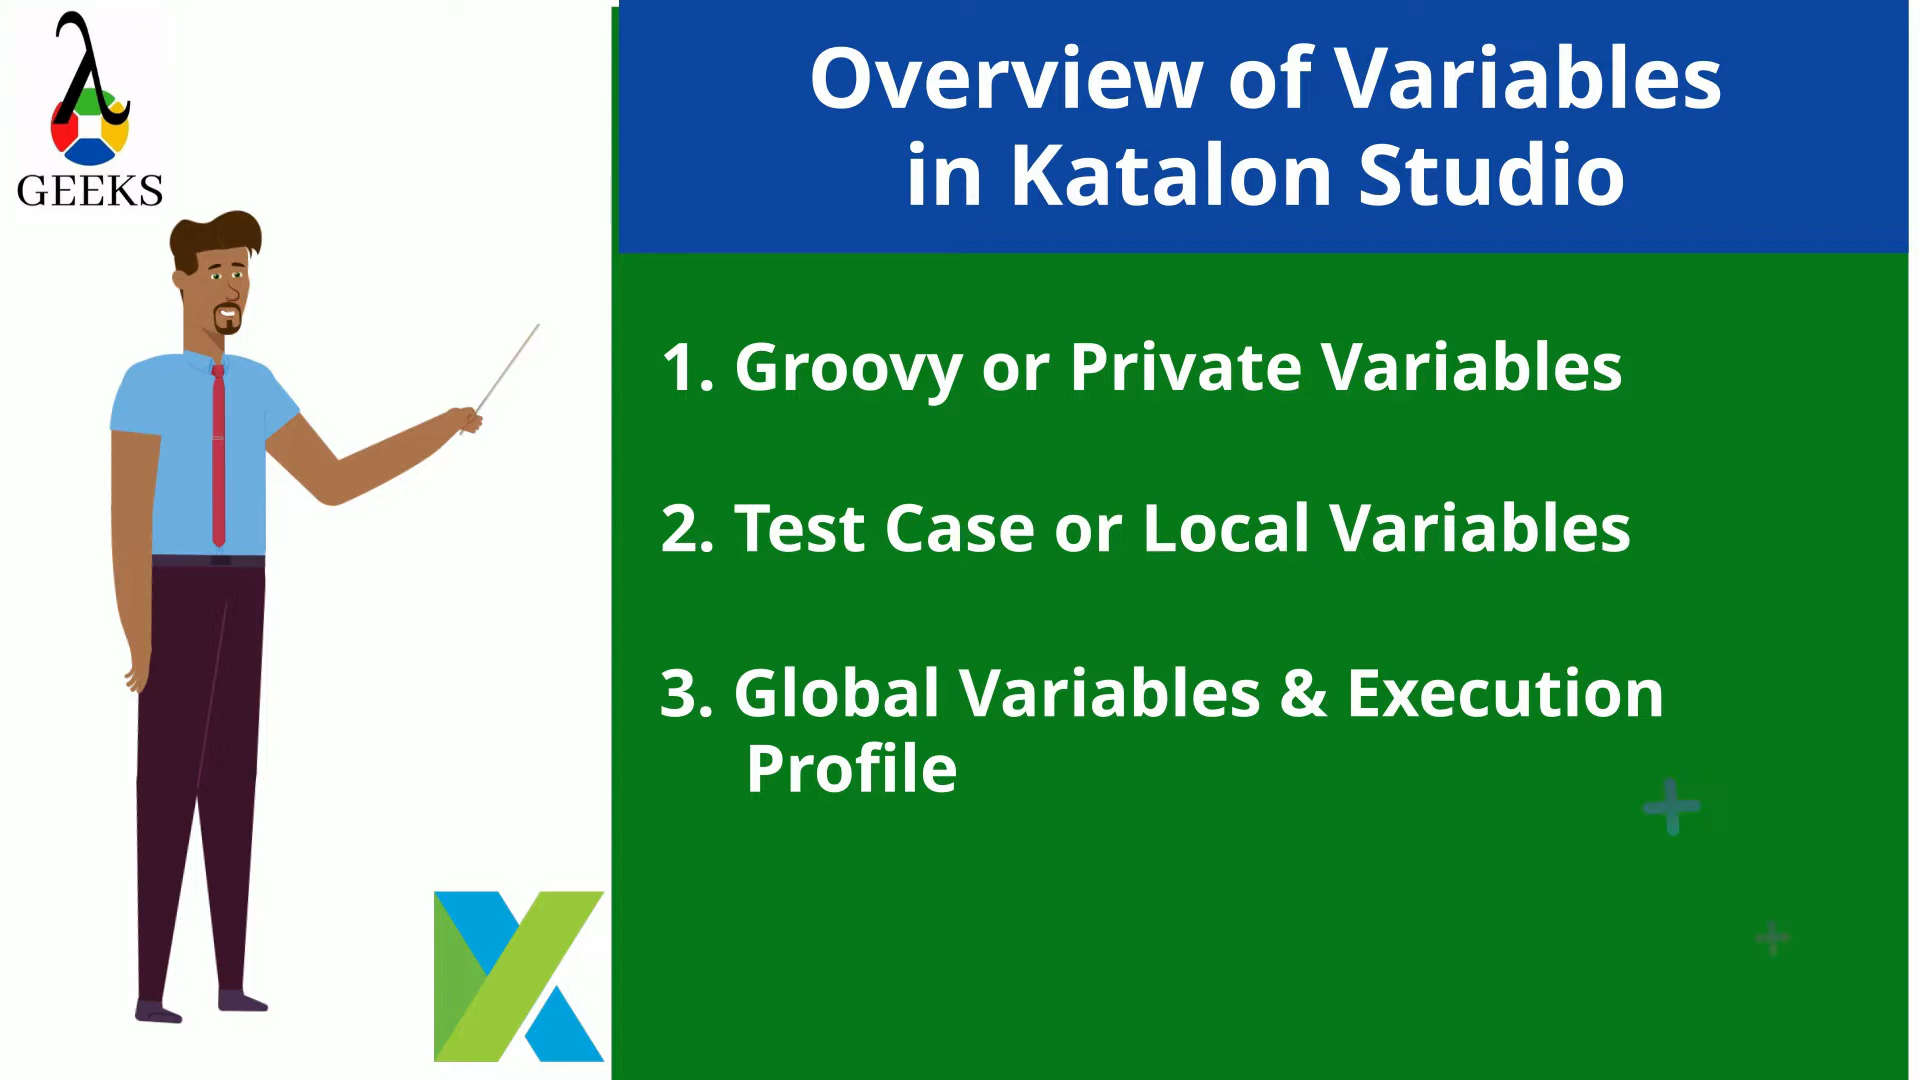 λ
GEEKS
Overview of Variables
in Katalon Studio
1. Groovy or Private Variables
2. Test Case or Local Variables
3. Global Variables & Execution
Profile